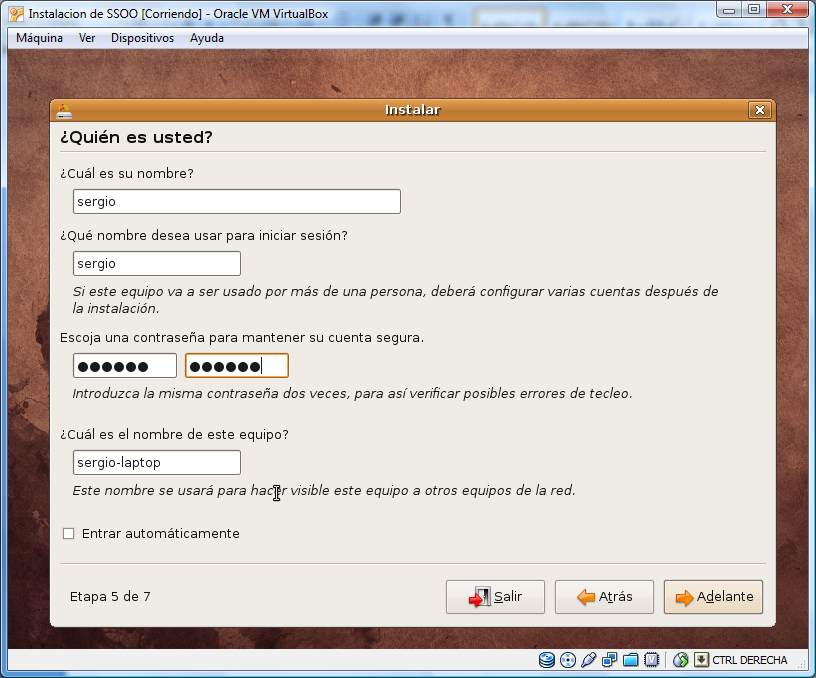 Instalacion de SSOO [Corriendo] - Oracle VM VirtualBox
Máquina Ver Dispositivos Ayuda
Instalar
¿Quién es usted?
¿Cuál es su nombre?
sergio
¿Qué nombre desea usar para iniciar sesión?
sergio
Si este equipo va a ser usado por más de una persona, deberá configurar varias cuentas después de
la instalación.
Escoja una contraseña para mantener su cuenta segura.
●●●●●● ●●●●●●
Introduzca la misma contraseña dos veces, para así verificar posibles errores de tecleo.
¿Cuál es el nombre de este equipo?
sergio-laptop
Este nombre se usará para hacer visible este equipo a otros equipos de la red.
Entrar automáticamente
Etapa 5 de 7 Salir Atrás Adelante
CTRL DERECHA